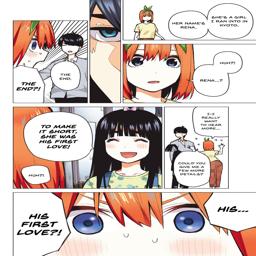 SHE'S A GIRL
I RAN INTO IN
KYOTO.
HER NAME'S
RENA.
THE
END.
THE
END?!
HUH?!
RENA...?
I-I
REALLY
WANT
TO HEAR
MORE...
COULD YOU
GIVE ME A
FEW MORE
DETAILS?
TO MAKE
IT SHORT,
SHE WAS
HIS FIRST
LOVE!
HUH?!
HIS...
HIS
FIRST
LOVE?!